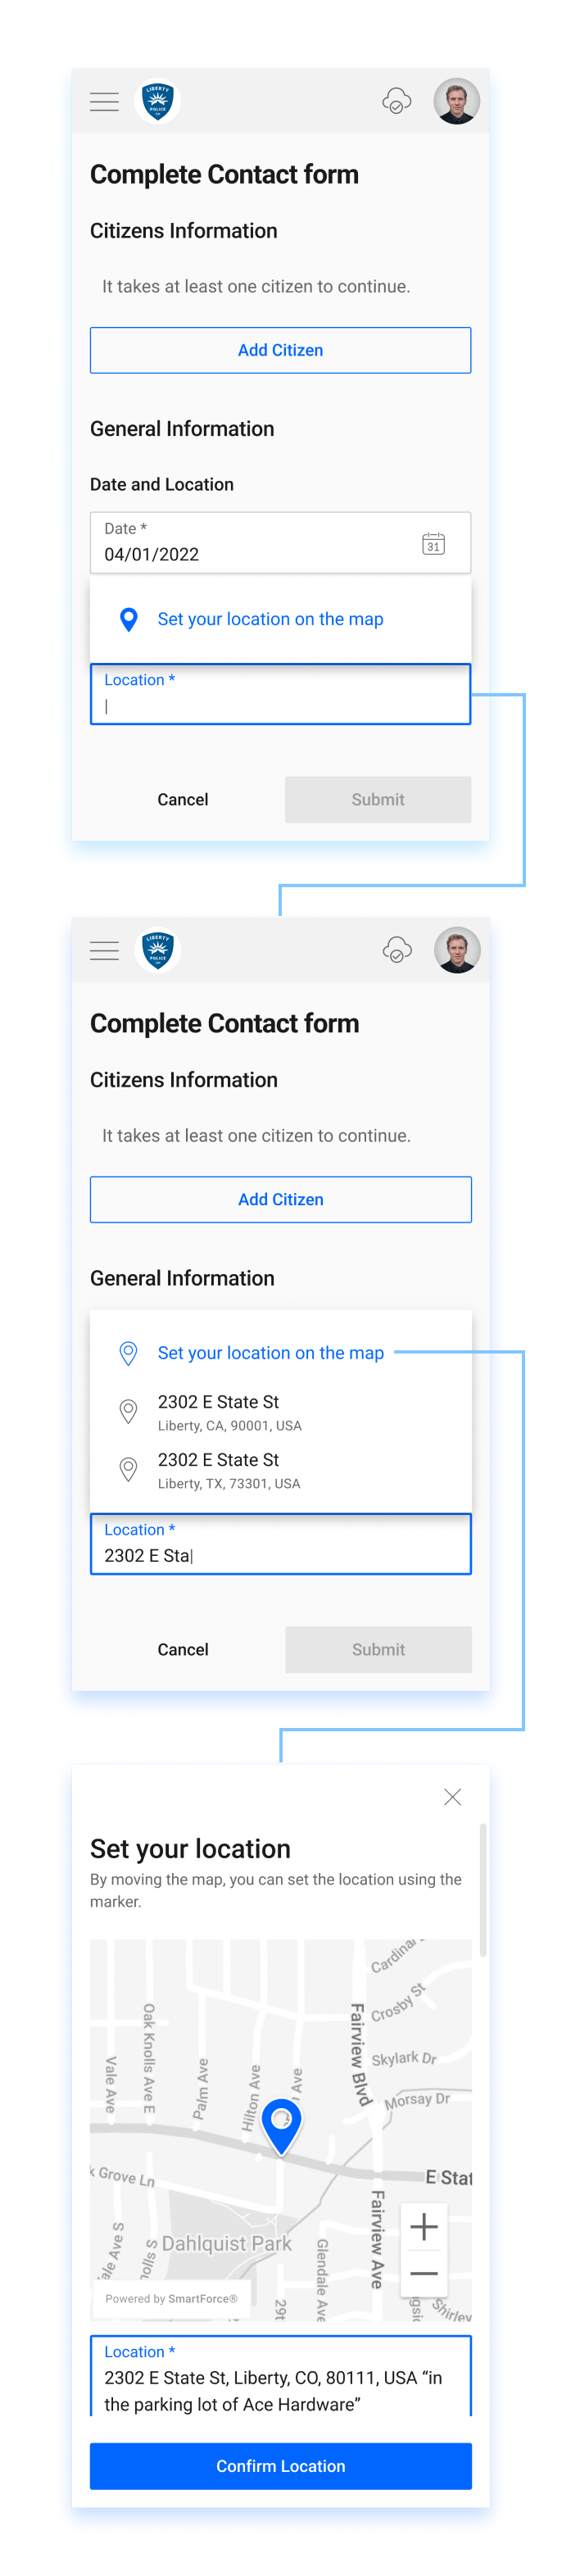 LIBERTY
POLICE
Complete Contact form
Citizens Information
It takes at least one citizen to continue.
Add Citizen
General Information
Date and Location
Date *
04/01/2022
31
Set your location on the map
Location *
Cancel
Submit
LIBERTY
POLICE
Complete Contact form
Citizens Information
It takes at least one citizen to continue.
Add Citizen
General Information
Set your location on the map
2302 E State St
Liberty, CA, 90001, USA
2302 E State St
Liberty, TX, 73301, USA
Location *
2302 E Sta
Cancel
Submit
Set your location
By moving the map, you can set the location using the
marker.
Cardinal
Crosby St
Fairview Blvd
Oak Knolls Ave E
Skylark Dr
Vale Ave
Palm Ave
Hilton Ave
Ave
Morsay Dr
k Grove Ln
E Stat
Fairview Ave
Dahlquist Park
ale Ave S
nolls S
Glendale Ave
29t
Shirley
Powered by SmartForce®
Location *
2302 E State St, Liberty, CO, 80111, USA “in
the parking lot of Ace Hardware”
Confirm Location